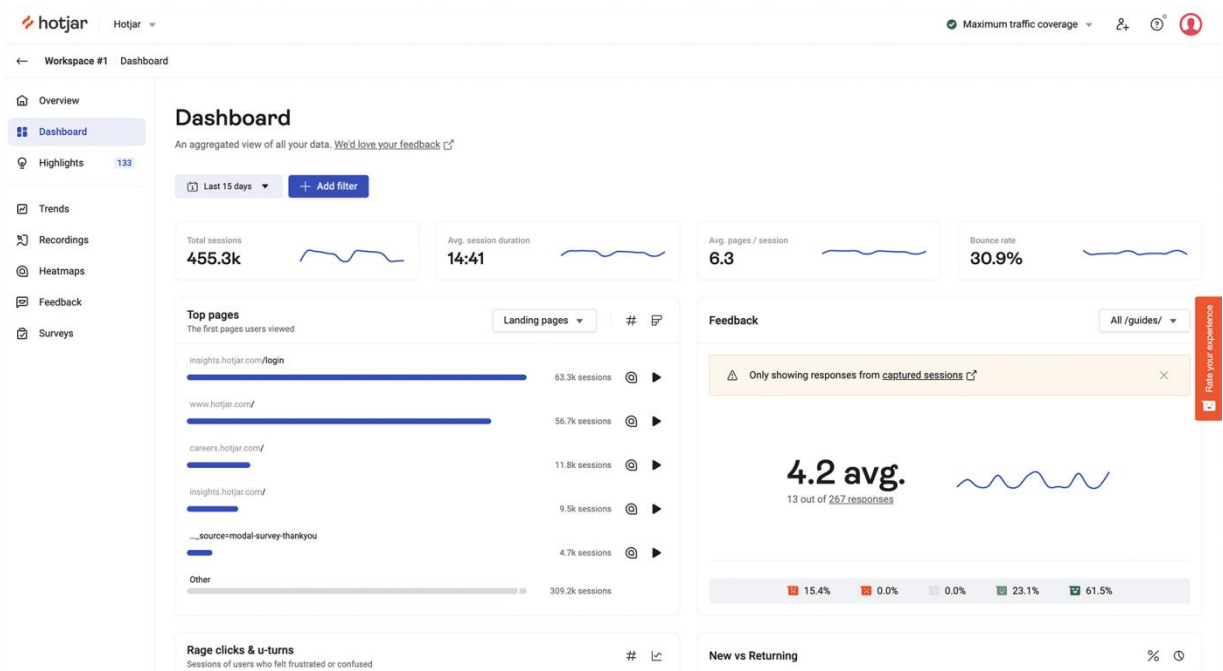 hotjar
Hotjar
Maximum traffic coverage
Workspace #1 Dashboard
Overview
Dashboard
Highlights 133
Trends
Recordings
Heatmaps
Feedback
Surveys
Dashboard
An aggregated view of all your data. We'd love your feedback
Last 15 days
+ Add filter
Total sessions
455.3k
Avg. session duration
14:41
Avg. pages / session
6.3
Bounce rate
30.9%
Top pages
The first pages users viewed
Landing pages
#
insights.hotjar.com/login
63.3k sessions
www.hotjar.com/
56.7k sessions
careers.hotjar.com/
11.8k sessions
insights.hotjar.com/
9.5k sessions
..._source=modal-survey-thankyou
4.7k sessions
Other
309.2k sessions
Feedback
All /guides/
Only showing responses from captured sessions
4.2 avg.
13 out of 267 responses
15.4% 0.0% 0.0% 23.1% 61.5%
Rate your experience
Rage clicks & u-turns
Sessions of users who felt frustrated or confused
#
New vs Returning
%